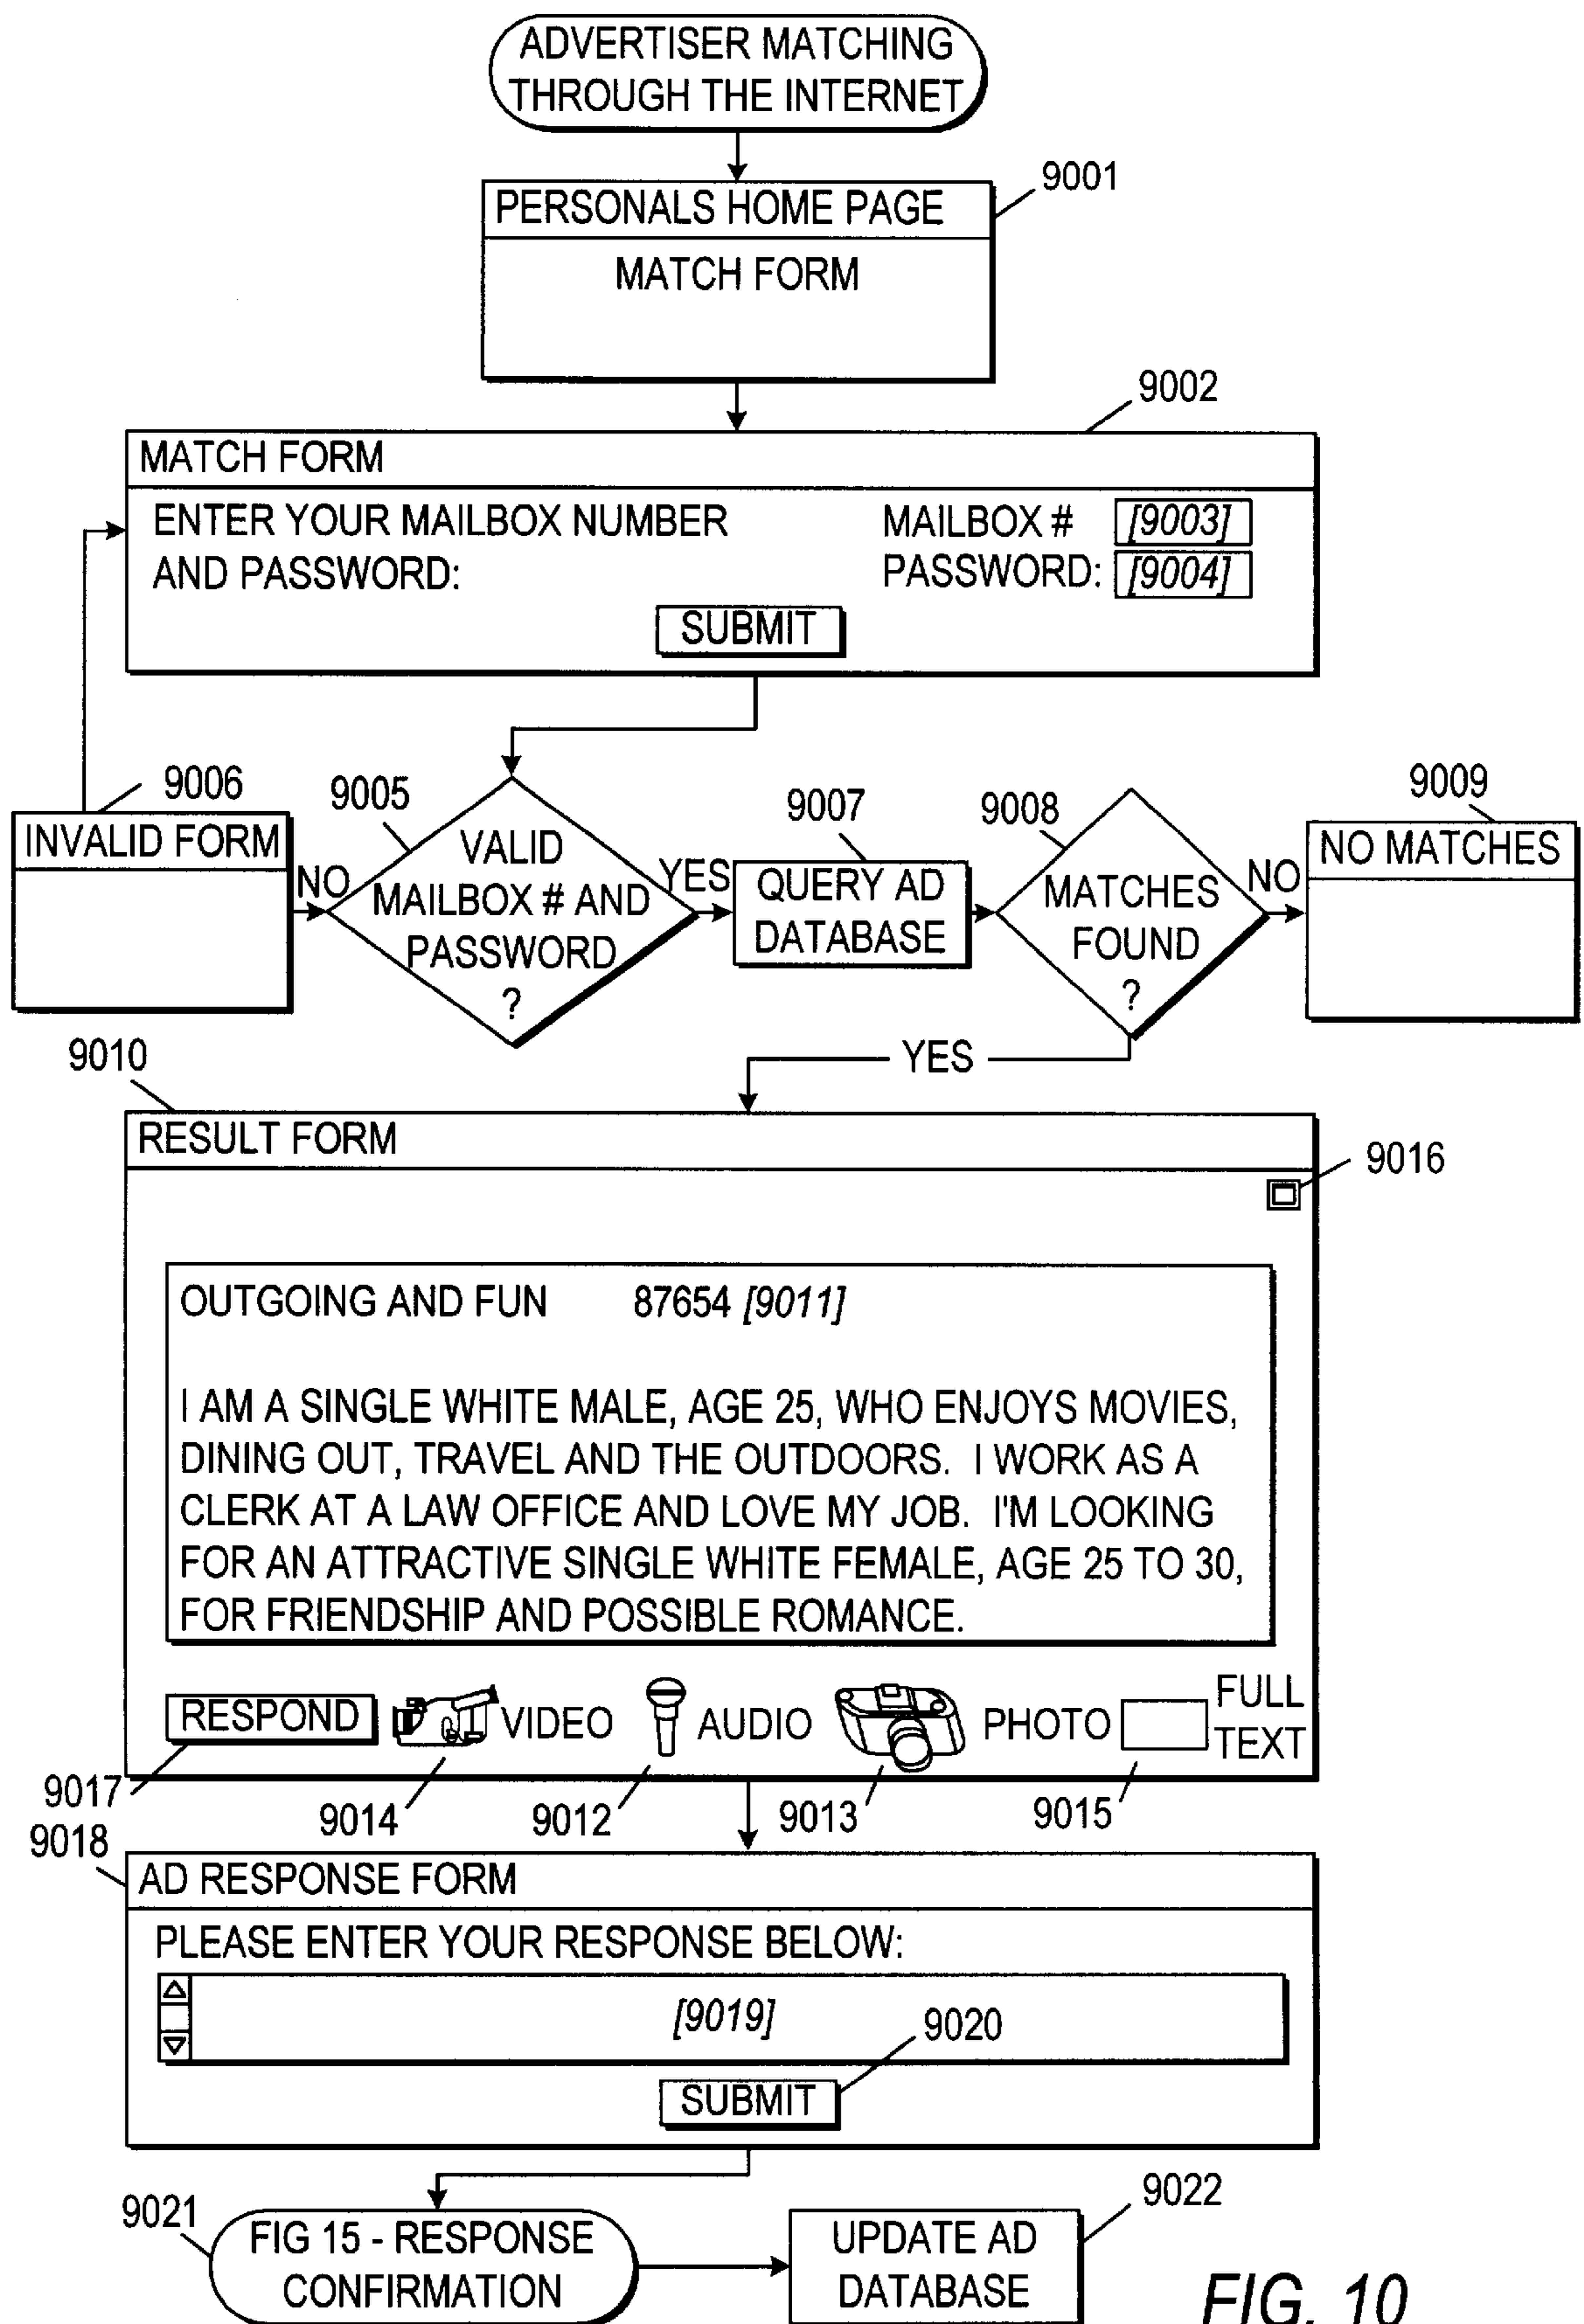 ADVERTISER MATCHING
THROUGH THE INTERNET
9001
PERSONALS HOME PAGE
MATCH FORM
9002
MATCH FORM
ENTER YOUR MAILBOX NUMBER
AND PASSWORD:
MAILBOX # [9003]
PASSWORD: [9004]
SUBMIT
9006
INVALID FORM
NO
9005
VALID
MAILBOX # AND
PASSWORD
?
YES
9007
QUERY AD
DATABASE
9008
MATCHES
FOUND
?
NO
9009
NO MATCHES
YES
9010
RESULT FORM
9016
OUTGOING AND FUN 87654 [9011]
I AM A SINGLE WHITE MALE, AGE 25, WHO ENJOYS MOVIES,
DINING OUT, TRAVEL AND THE OUTDOORS. I WORK AS A
CLERK AT A LAW OFFICE AND LOVE MY JOB. I'M LOOKING
FOR AN ATTRACTIVE SINGLE WHITE FEMALE, AGE 25 TO 30,
FOR FRIENDSHIP AND POSSIBLE ROMANCE.
RESPOND
VIDEO
AUDIO
PHOTO
FULL
TEXT
9017
9014
9012
9013
9015
9018
AD RESPONSE FORM
PLEASE ENTER YOUR RESPONSE BELOW:
[9019]
9020
SUBMIT
9021
FIG 15 - RESPONSE
CONFIRMATION
9022
UPDATE AD
DATABASE
FIG. 10